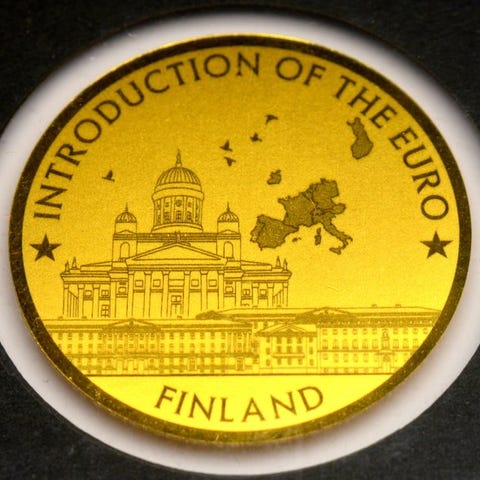 INTRODUCTION OF THE EURO
FINLAND